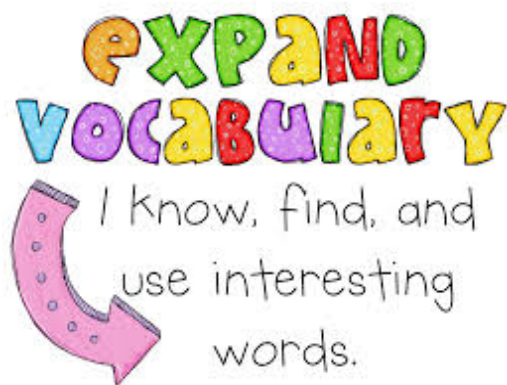 eXPaND
VOCaBulaRY
I know, find, and
use interesting
words.